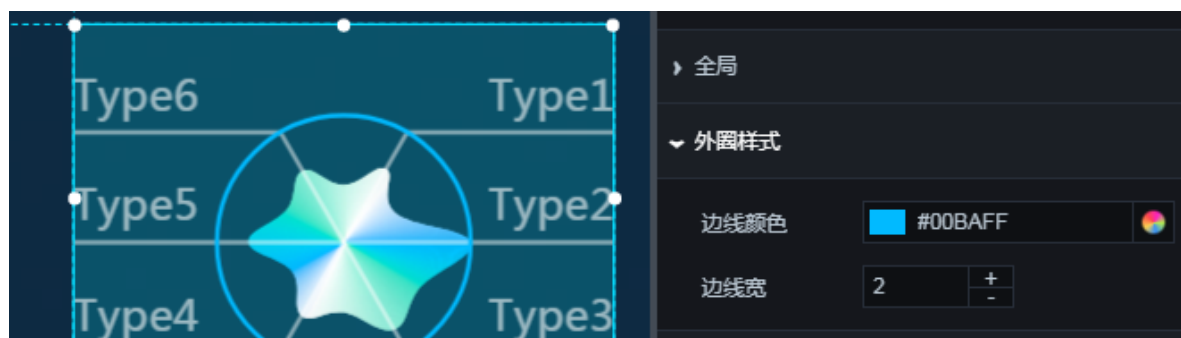 Type6 Type1
Type5 Type2
Type4 Type3
全局
外圈样式
边线颜色 #00BAFF
边线宽 2 + -